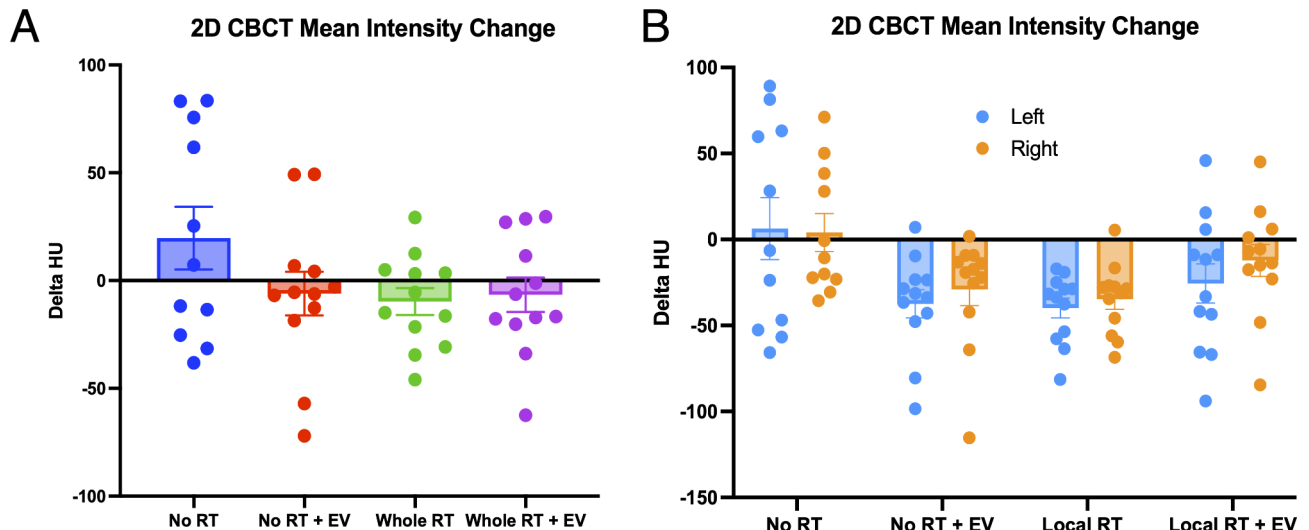 A
2D CBCT Mean Intensity Change
Delta HU
100
50
0
-50
-100
No RT
No RT + EV
Whole RT
Whole RT + EV
B
2D CBCT Mean Intensity Change
Delta HU
100
50
0
-50
-100
-150
Left
Right
No RT
No RT + EV
Local RT
Local RT + EV